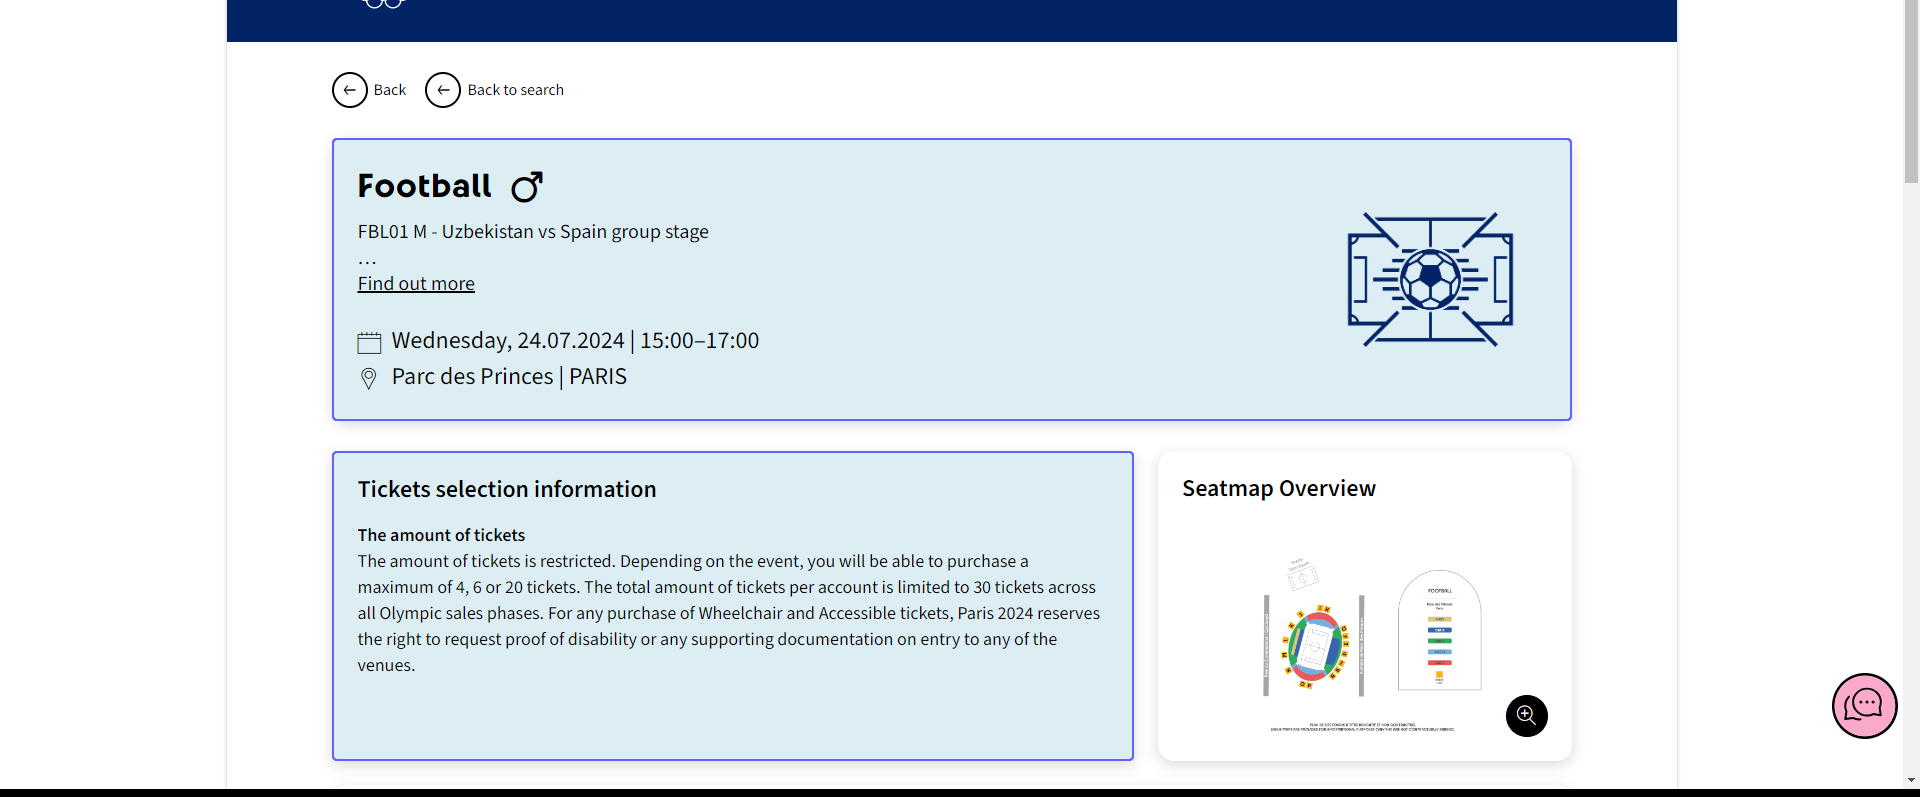 Back
Back to search
Football
FBL01 M - Uzbekistan vs Spain group stage
...
Find out more
Wednesday, 24.07.2024 | 15:00–17:00
Parc des Princes | PARIS
Tickets selection information
The amount of tickets
The amount of tickets is restricted. Depending on the event, you will be able to purchase a
maximum of 4, 6 or 20 tickets. The total amount of tickets per account is limited to 30 tickets across
all Olympic sales phases. For any purchase of Wheelchair and Accessible tickets, Paris 2024 reserves
the right to request proof of disability or any supporting documentation on entry to any of the
venues.
Seatmap Overview
FOOTBALL
Parc des Princes
Paris